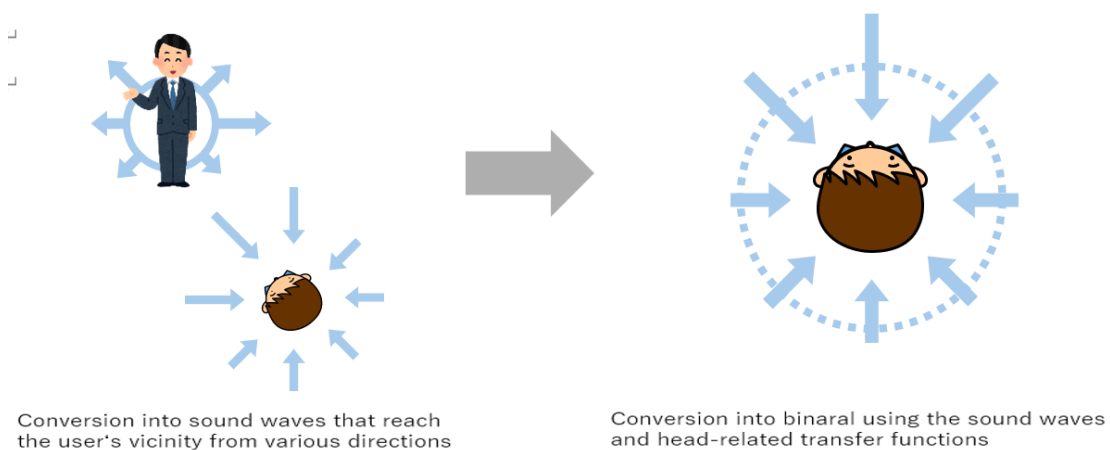 Conversion into sound waves that reach
the user's vicinity from various directions
Conversion into binaral using the sound waves
and head-related transfer functions